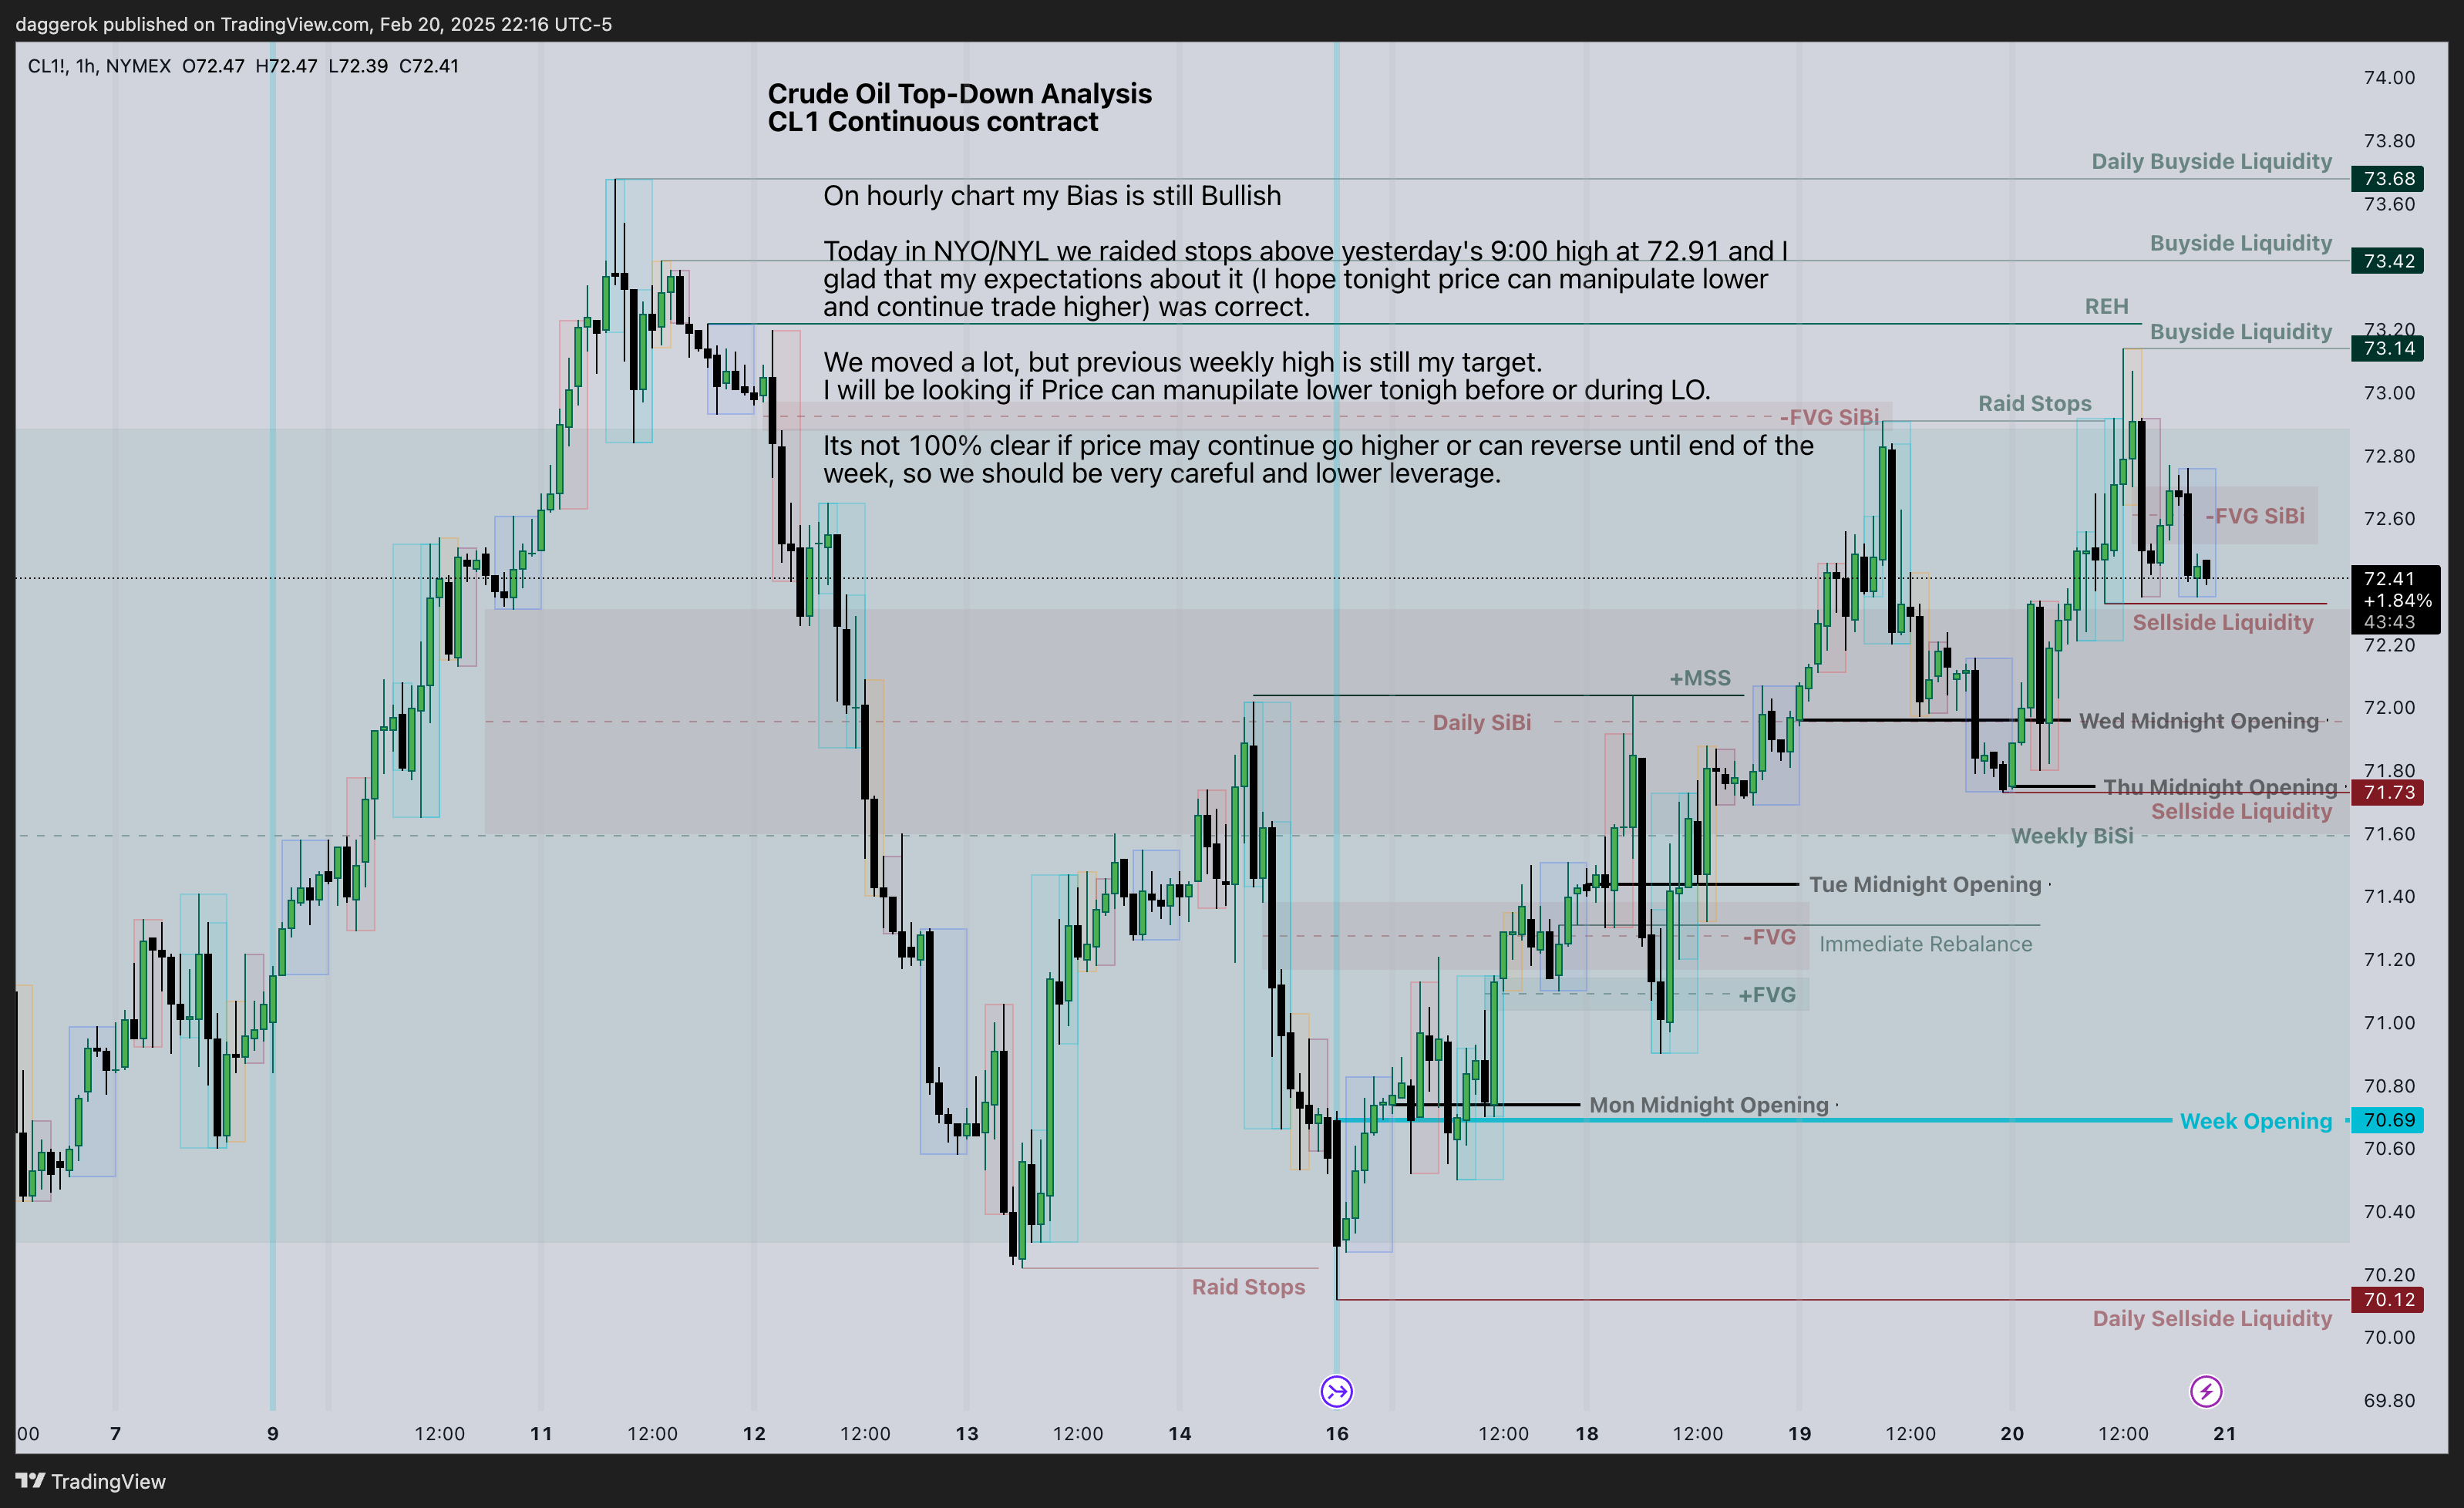 daggerok published on TradingView.com, Feb 20, 2025 22:16 UTC-5
CL1!, 1h, NYMEX O72.47 H72.47 L72.39 C72.41
Crude Oil Top-Down Analysis
CL1 Continuous contract
On hourly chart my Bias is still Bullish
Today in NYO/NYL we raided stops above yesterday's 9:00 high at 72.91 and I
glad that my expectations about it (I hope tonight price can manipulate lower
and continue trade higher) was correct.
We moved a lot, but previous weekly high is still my target.
I will be looking if Price can manupilate lower tonigh before or during LO.
Its not 100% clear if price may continue go higher or can reverse until end of the
week, so we should be very careful and lower leverage.
Daily Buyside Liquidity
Buyside Liquidity
REH
Buyside Liquidity
Raid Stops
-FVG SiBi
-FVG SiBi
Sellside Liquidity
+MSS
Daily SiBi
Wed Midnight Opening
Thu Midnight Opening
Sellside Liquidity
Weekly BiSi
Tue Midnight Opening
-FVG
Immediate Rebalance
+FVG
Mon Midnight Opening
Week Opening
Raid Stops
Daily Sellside Liquidity
74.00
73.80
73.68
73.60
73.42
73.20
73.14
73.00
72.80
72.60
72.41
+1.84%
43:43
72.20
72.00
71.80
71.73
71.60
71.40
71.20
71.00
70.80
70.69
70.60
70.40
70.20
70.12
70.00
69.80
00 7 9 12:00 11 12:00 12 12:00 13 12:00 14 16 12:00 18 12:00 19 12:00 20 12:00 21
TradingView